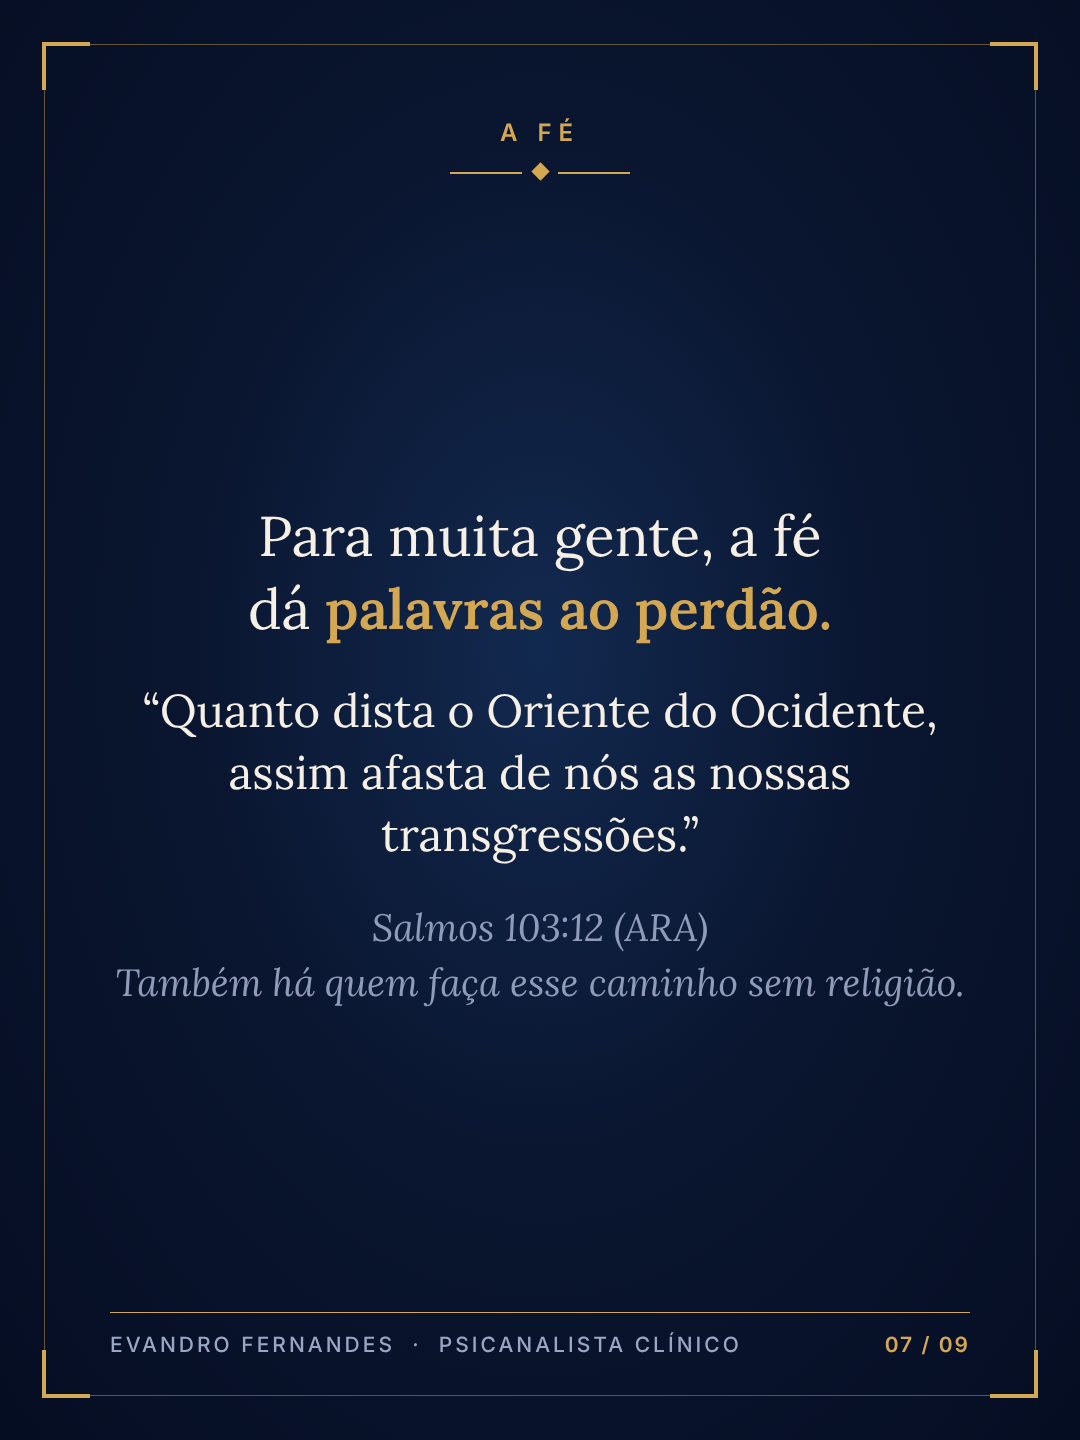 A FÉ
Para muita gente, a fé
dá palavras ao perdão.
“Quanto dista o Oriente do Ocidente,
assim afasta de nós as nossas
transgressões.”
Salmos 103:12 (ARA)
Também há quem faça esse caminho sem religião.
EVANDRO FERNANDES · PSICANALISTA CLÍNICO 07 / 09